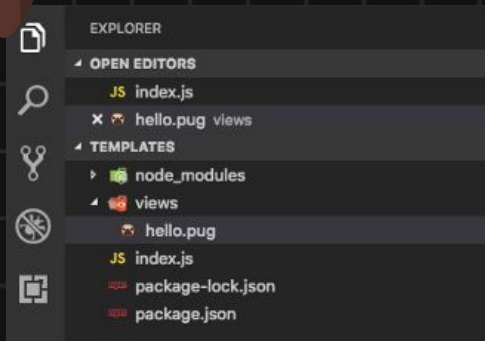 EXPLORER
OPEN EDITORS
JS index.js
hello.pug views
TEMPLATES
node_modules
views
hello.pug
JS index.js
package-lock.json
package.json